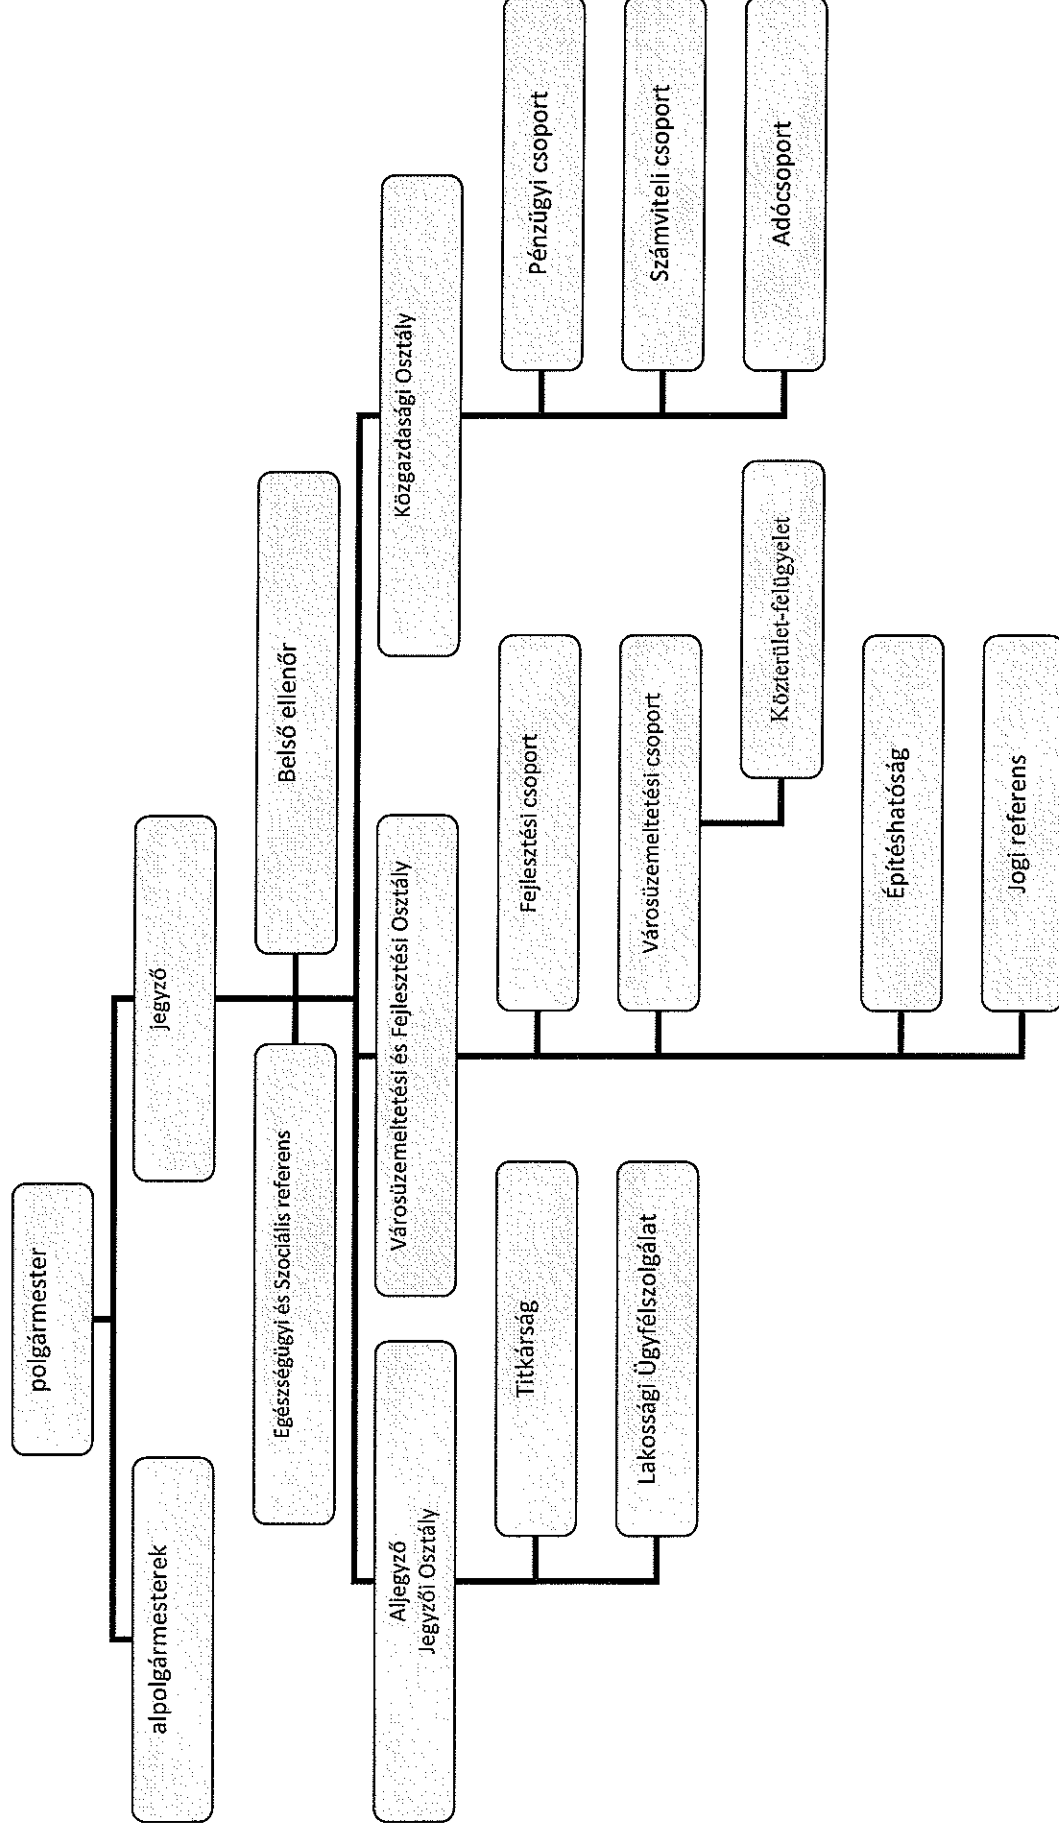 polgármester
alpolgármesterek
jegyző
Egészségügyi és Szociális referens
Belső ellenőr
Aljegyző
Jegyzői Osztály
Városüzemeltetési és Fejlesztési Osztály
Közgazdasági Osztály
Titkárság
Lakossági Ügyfélszolgálat
Fejlesztési csoport
Városüzemeltetési csoport
Közterület-felügyelet
Építéshatóság
Jogi referens
Pénzügyi csoport
Számviteli csoport
Adócsoport